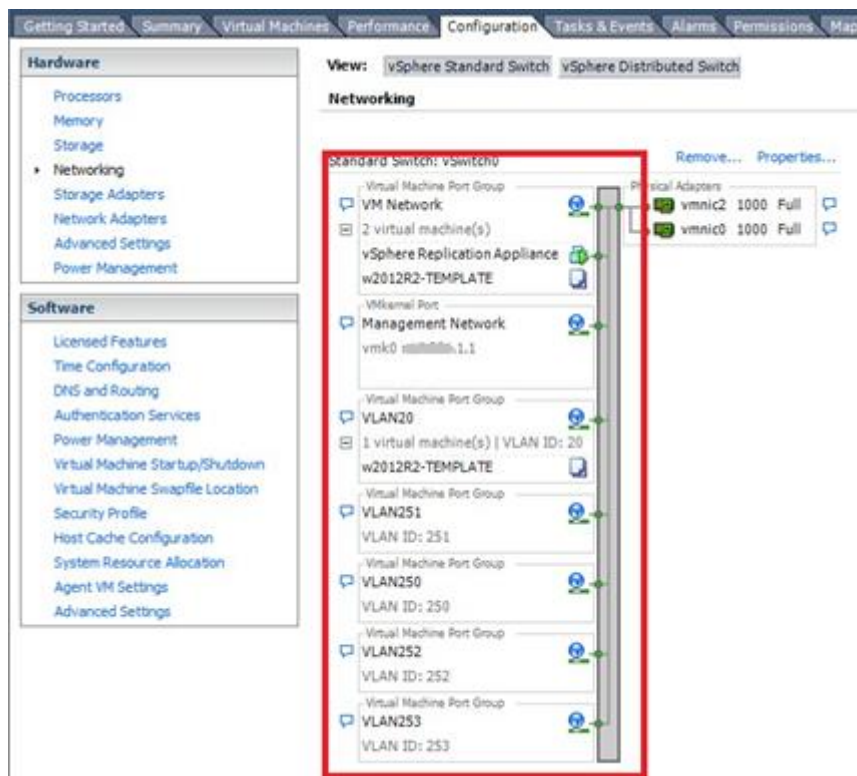 Getting Started Summary Virtual Machines Performance Configuration Tasks & Events Alarms Permissions Map
Hardware
Processors
Memory
Storage
Networking
Storage Adapters
Network Adapters
Advanced Settings
Power Management
Software
Licensed Features
Time Configuration
DNS and Routing
Authentication Services
Power Management
Virtual Machine Startup/Shutdown
Virtual Machine Swapfile Location
Security Profile
Host Cache Configuration
System Resource Allocation
Agent VM Settings
Advanced Settings
View: vSphere Standard Switch vSphere Distributed Switch
Networking
Standard Switch: vSwitch0 Remove... Properties...
Virtual Machine Port Group
VM Network
2 virtual machine(s)
vSphere Replication Appliance
w2012R2-TEMPLATE
VMkernel Port
Management Network
vmk0 .1.1
Virtual Machine Port Group
VLAN20
1 virtual machine(s) | VLAN ID: 20
w2012R2-TEMPLATE
Virtual Machine Port Group
VLAN251
VLAN ID: 251
Virtual Machine Port Group
VLAN250
VLAN ID: 250
Virtual Machine Port Group
VLAN252
VLAN ID: 252
Virtual Machine Port Group
VLAN253
VLAN ID: 253
Physical Adapters
vmnic2 1000 Full
vmnic0 1000 Full